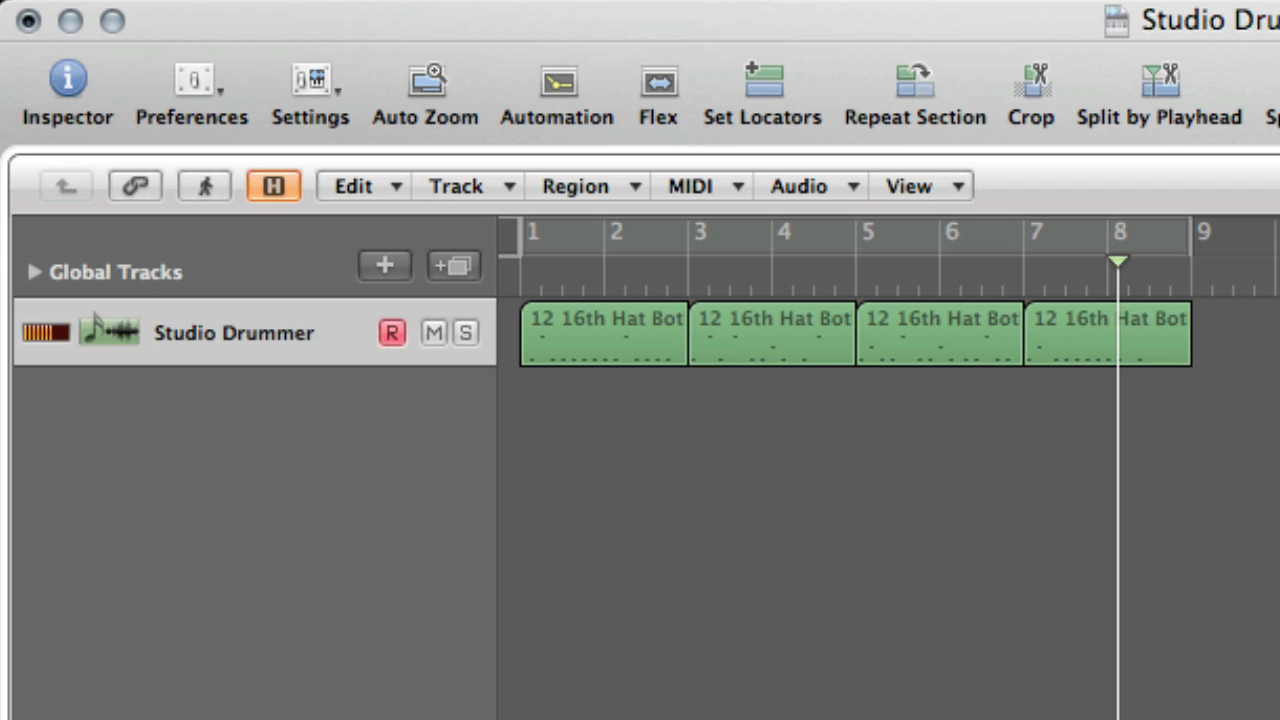 Studio Dru
Inspector Preferences Settings Auto Zoom Automation Flex Set Locators Repeat Section Crop Split by Playhead Sp
H Edit Track Region MIDI Audio View
1 2 3 4 5 6 7 8 9
Global Tracks
Studio Drummer R M S 12 16th Hat Bot 12 16th Hat Bot 12 16th Hat Bot 12 16th Hat Bot